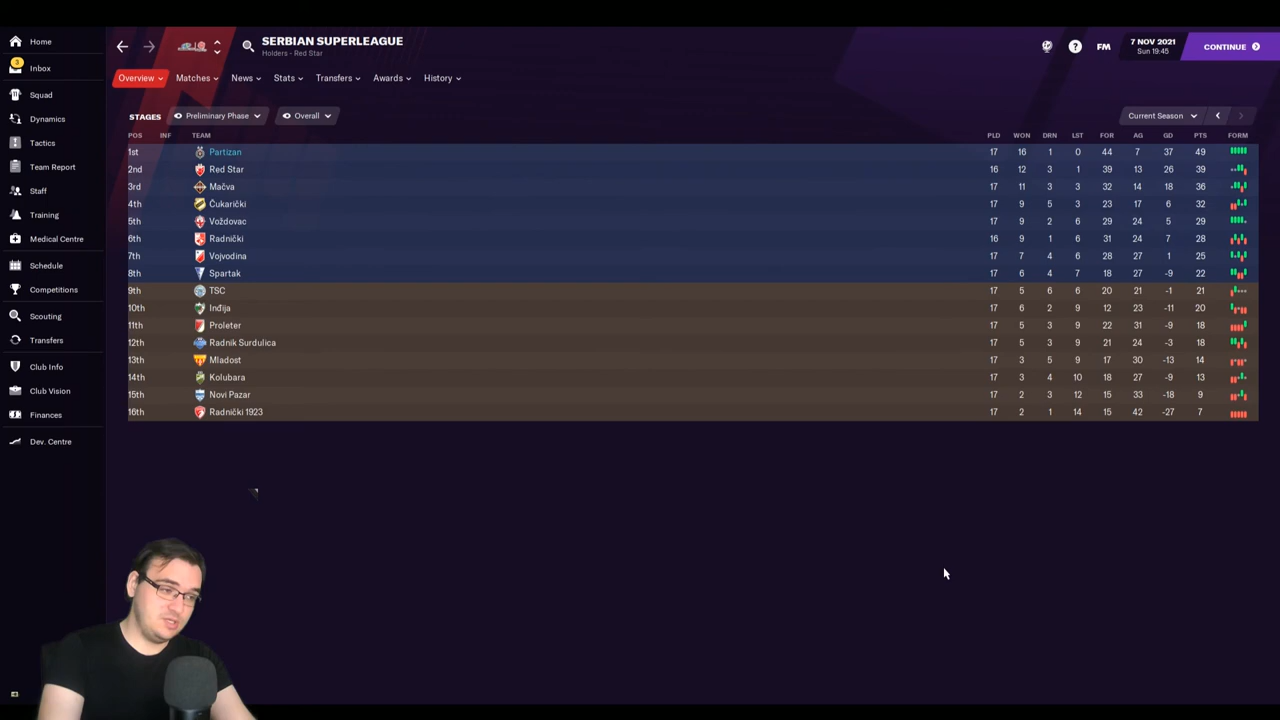 Home
Inbox
3
Squad
Dynamics
Tactics
Team Report
Staff
Training
Medical Centre
Schedule
Competitions
Scouting
Transfers
Club Info
Club Vision
Finances
Dev. Centre
SERBIAN SUPERLEAGUE
Holders - Red Star
? FM 7 NOV 2021 Sun 19:45 CONTINUE
Overview Matches News Stats Transfers Awards History
STAGES Preliminary Phase Overall Current Season
POS INF TEAM PLD WON DRN LST FOR AG GD PTS FORM
1st Partizan 17 16 1 0 44 7 37 49
2nd Red Star 16 12 3 1 39 13 26 39
3rd Mačva 17 11 3 3 32 14 18 36
4th Čukarički 17 9 5 3 23 17 6 32
5th Voždovac 17 9 2 6 29 24 5 29
6th Radnički 16 9 1 6 31 24 7 28
7th Vojvodina 17 7 4 6 28 27 1 25
8th Spartak 17 6 4 7 18 27 -9 22
9th TSC 17 5 6 6 20 21 -1 21
10th Inđija 17 6 2 9 12 23 -11 20
11th Proleter 17 5 3 9 22 31 -9 18
12th Radnik Surdulica 17 5 3 9 21 24 -3 18
13th Mladost 17 3 5 9 17 30 -13 14
14th Kolubara 17 3 4 10 18 27 -9 13
15th Novi Pazar 17 2 3 12 15 33 -18 9
16th Radnički 1923 17 2 1 14 15 42 -27 7